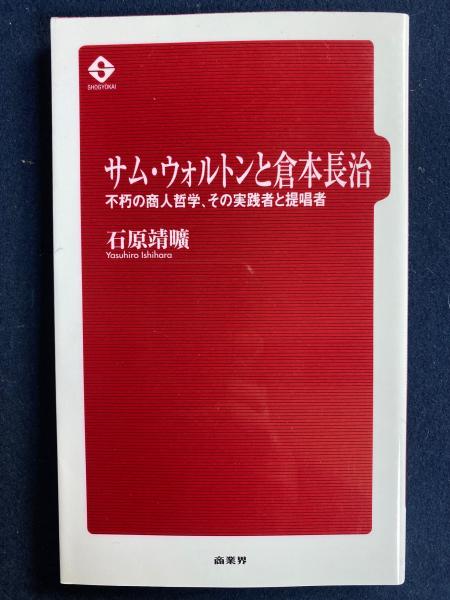 SHOGYOKAI
サム・ウォルトンと倉本長治
不朽の商人哲学、その実践者と提唱者
石原靖曠
Yasuhiro Ishihara
商業界